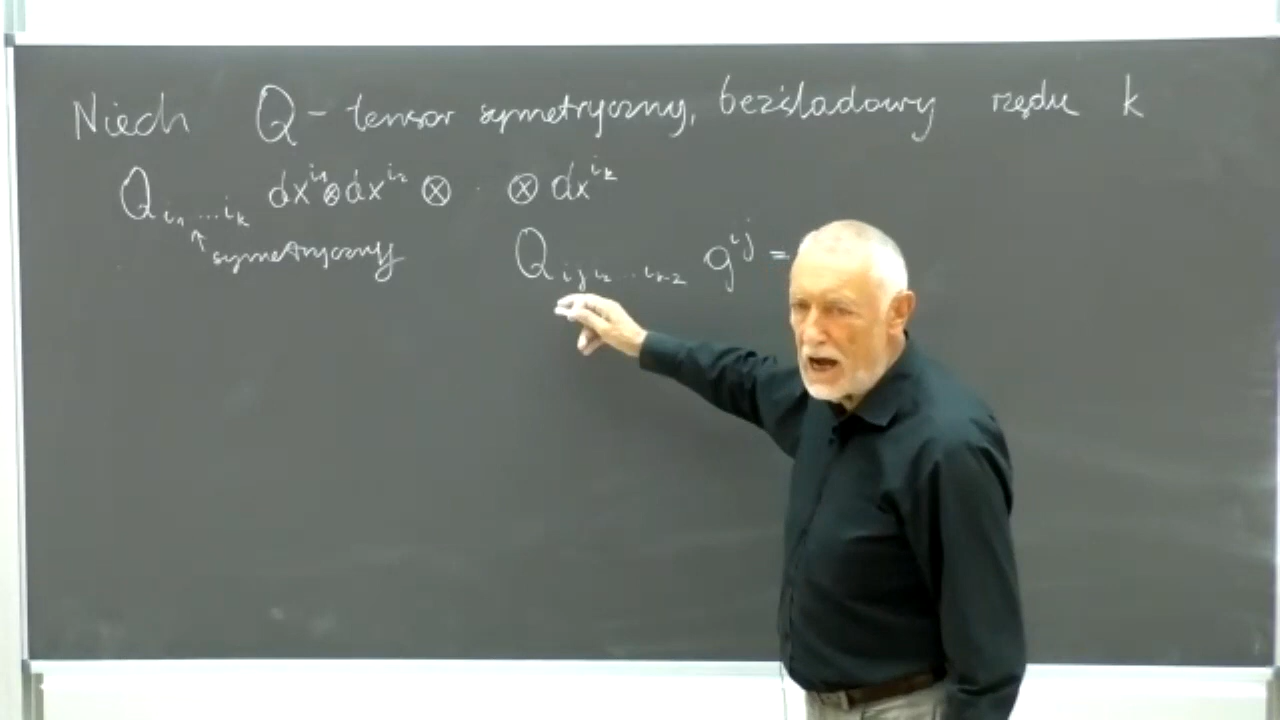 Niech Q - tensor symetryczny, bezśladowy rzędu k
Q_{i_1 ... i_k} dx^{i_1} ⊗ dx^{i_2} ⊗ · ⊗ dx^{i_k}
↑ symetryczny
Q_{i j i_2 ... i_{k-2}} g^{ij} =